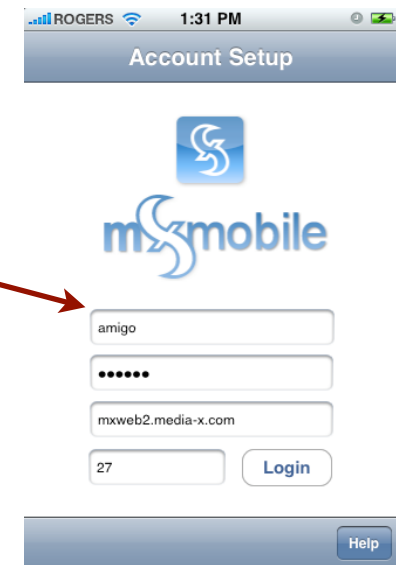 ROGERS 1:31 PM
Account Setup
mxmobile
amigo
••••••
mxweb2.media-x.com
27 Login
Help